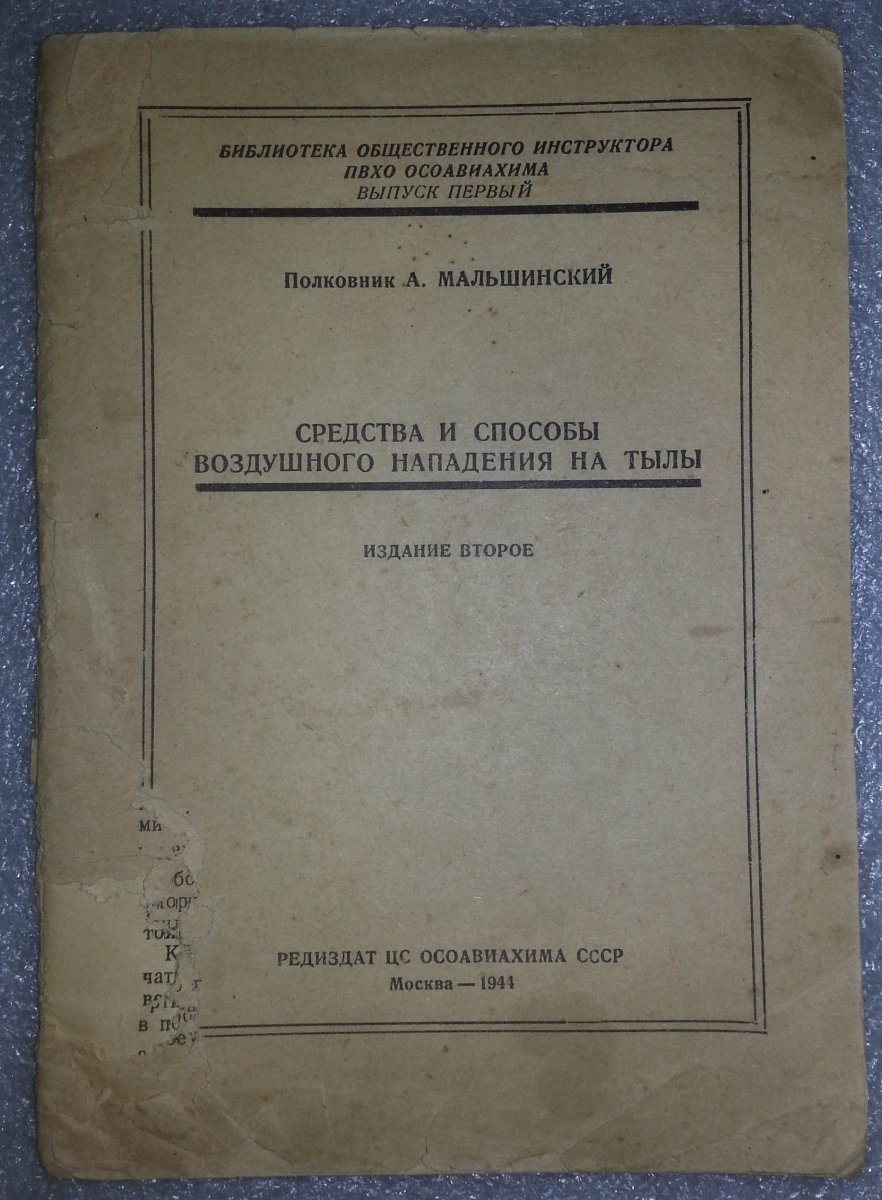 БИБЛИОТЕКА ОБЩЕСТВЕННОГО ИНСТРУКТОРА
ПВХО ОСОАВИАХИМА
ВЫПУСК ПЕРВЫЙ
Полковник А. МАЛЬШИНСКИЙ
СРЕДСТВА И СПОСОБЫ
ВОЗДУШНОГО НАПАДЕНИЯ НА ТЫЛЫ
ИЗДАНИЕ ВТОРОЕ
РЕДИЗДАТ ЦС ОСОАВИАХИМА СССР
Москва — 1944